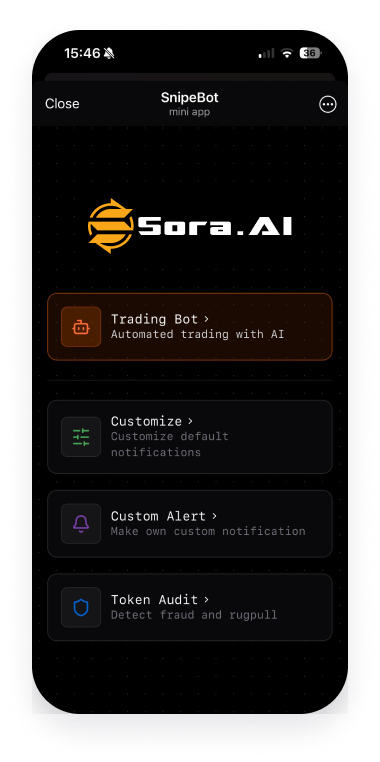 15:46
36
Close
SnipeBot
mini app
Sora.AI
Trading Bot ›
Automated trading with AI
Customize ›
Customize default
notifications
Custom Alert ›
Make own custom notification
Token Audit ›
Detect fraud and rugpull